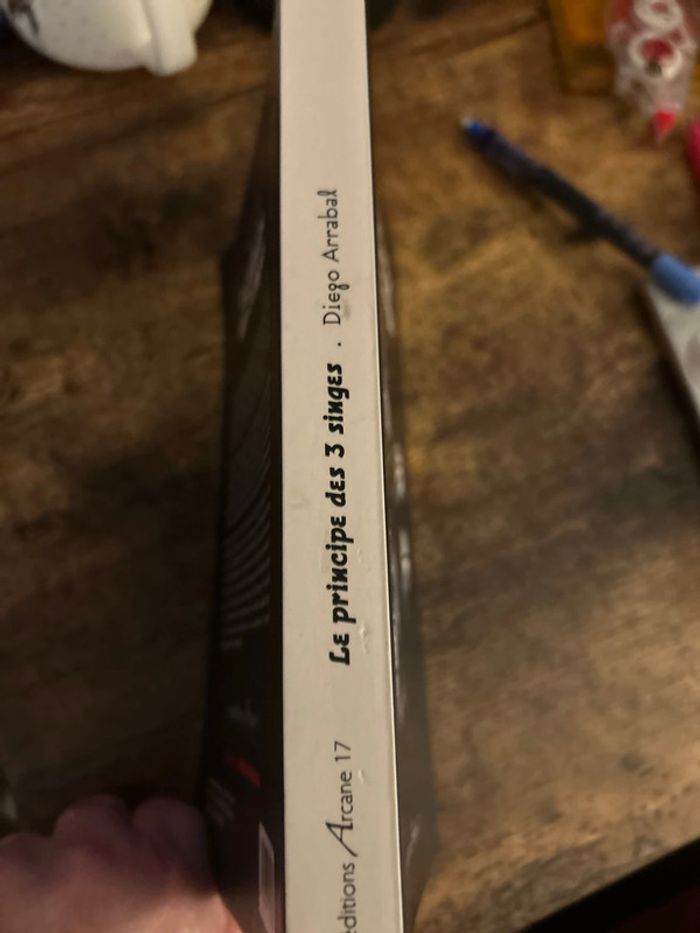 Le principe des 3 singes . Diego Arrabal
editions Arcane 17